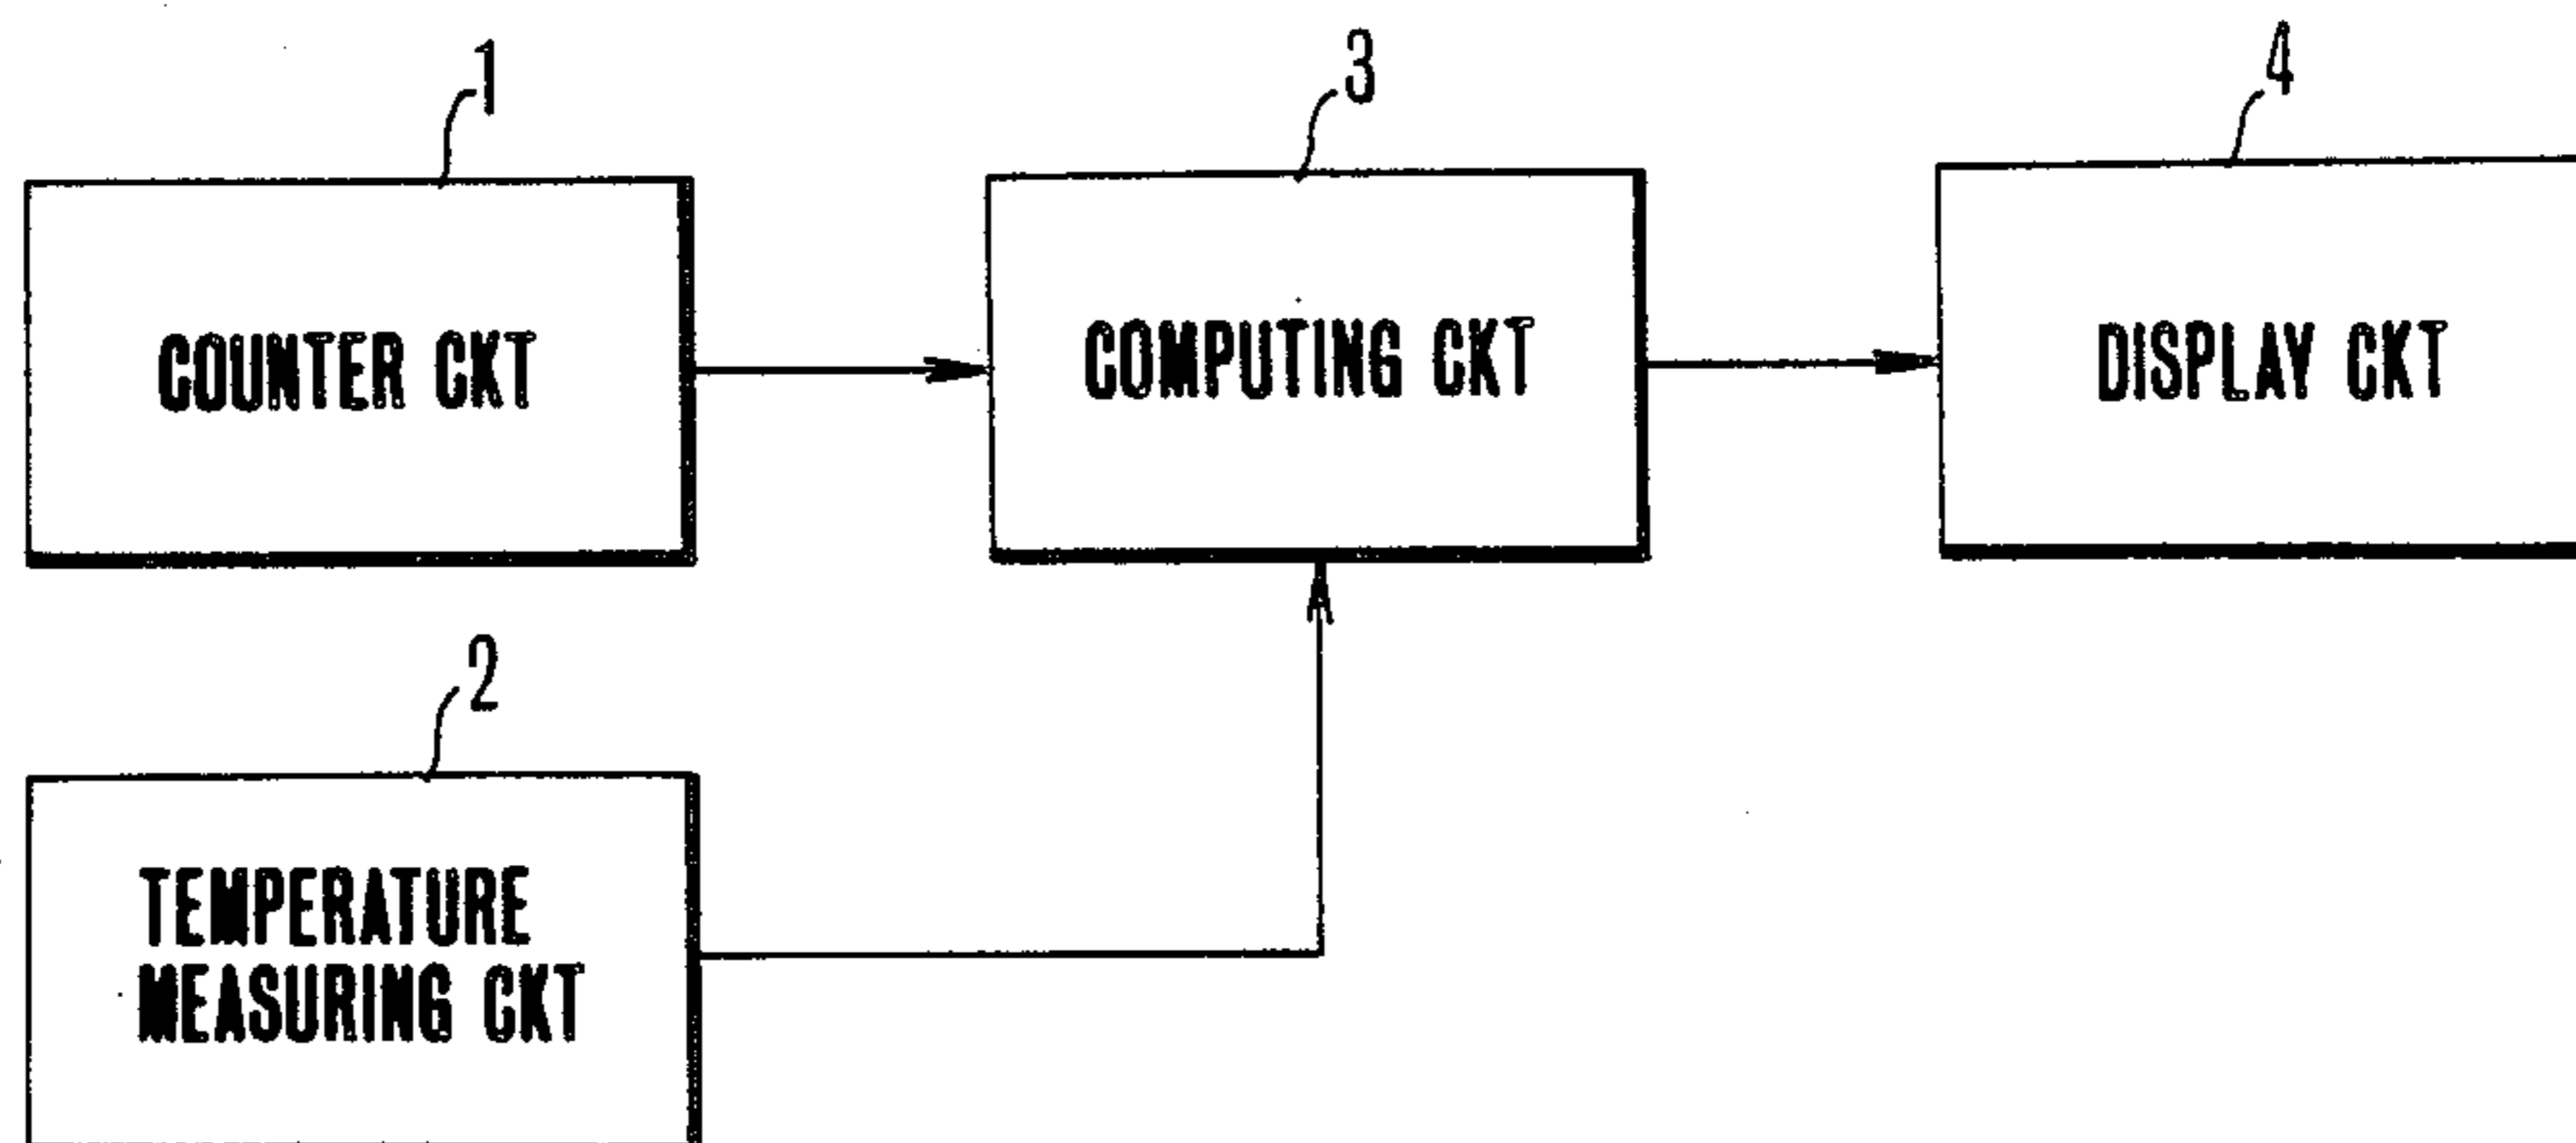 1
3
4
COUNTER CKT
COMPUTING CKT
DISPLAY CKT
2
TEMPERATURE
MEASURING CKT